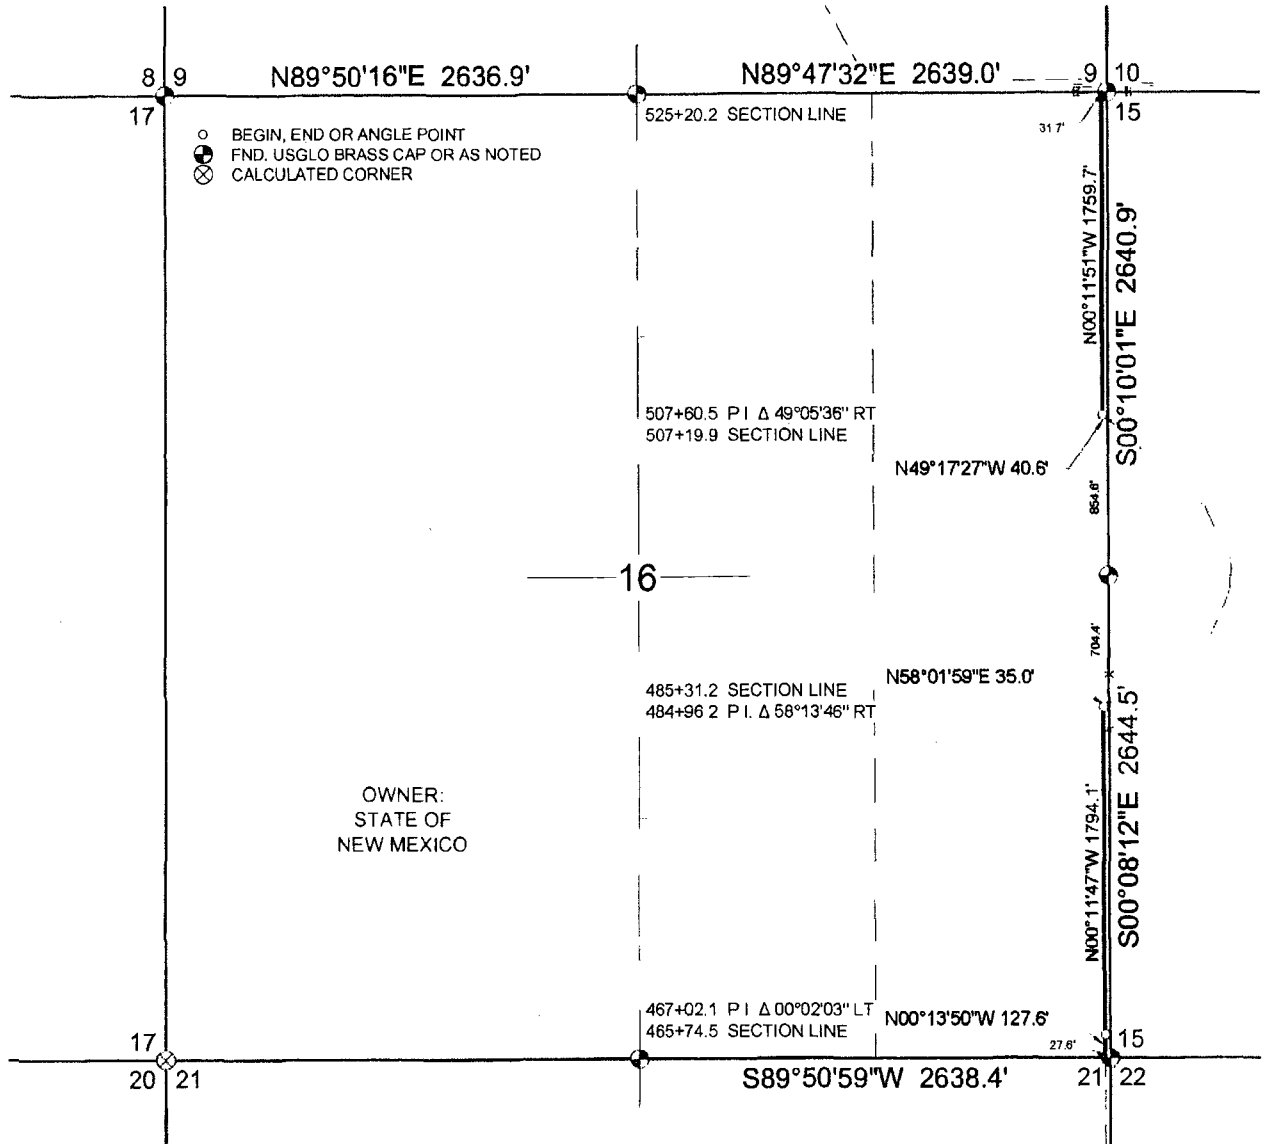 8 9
N89°50'16"E 2636.9'
N89°47'32"E 2639.0'
9 10
17
525+20.2 SECTION LINE
15
31.7'
BEGIN, END OR ANGLE POINT
FND. USGLO BRASS CAP OR AS NOTED
CALCULATED CORNER
N00°11'51"W 1759.7'
S00°10'01"E 2640.9'
507+60.5 P I Δ 49°05'36" RT
507+19.9 SECTION LINE
N49°17'27"W 40.6'
854.6'
16
704.4'
N58°01'59"E 35.0'
485+31.2 SECTION LINE
484+96 2 P I. Δ 58°13'46" RT
S00°08'12"E 2644.5'
N00°11'47"W 1794.1'
OWNER:
STATE OF
NEW MEXICO
467+02.1 P I Δ 00°02'03" LT
465+74.5 SECTION LINE
N00°13'50"W 127.6'
27.6'
17
15
20 21
S89°50'59"W 2638.4'
21 22